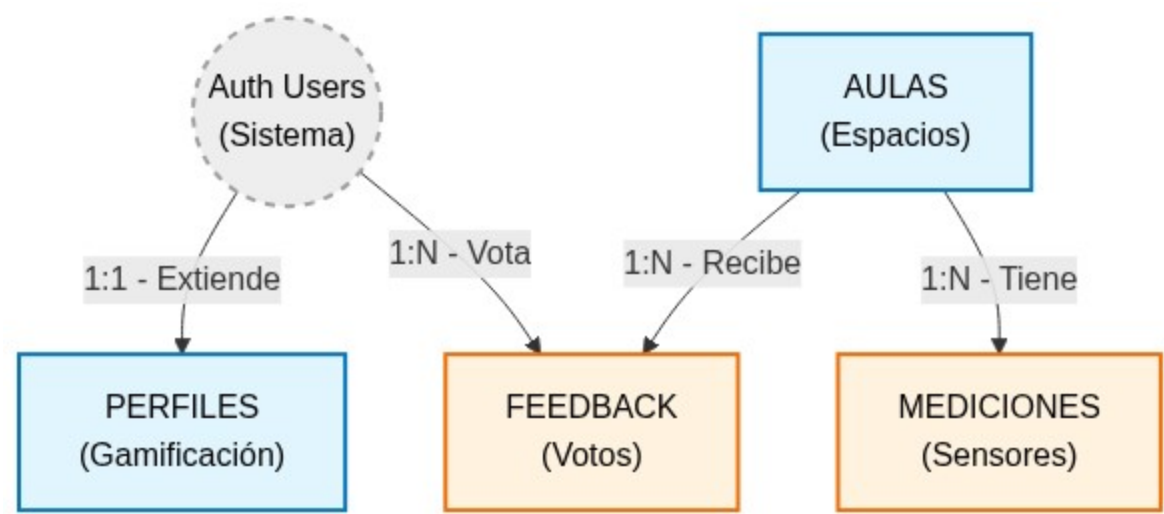 Auth Users
(Sistema)
AULAS
(Espacios)
1:1 - Extiende
1:N - Vota
1:N - Recibe
1:N - Tiene
PERFILES
(Gamificación)
FEEDBACK
(Votos)
MEDICIONES
(Sensores)